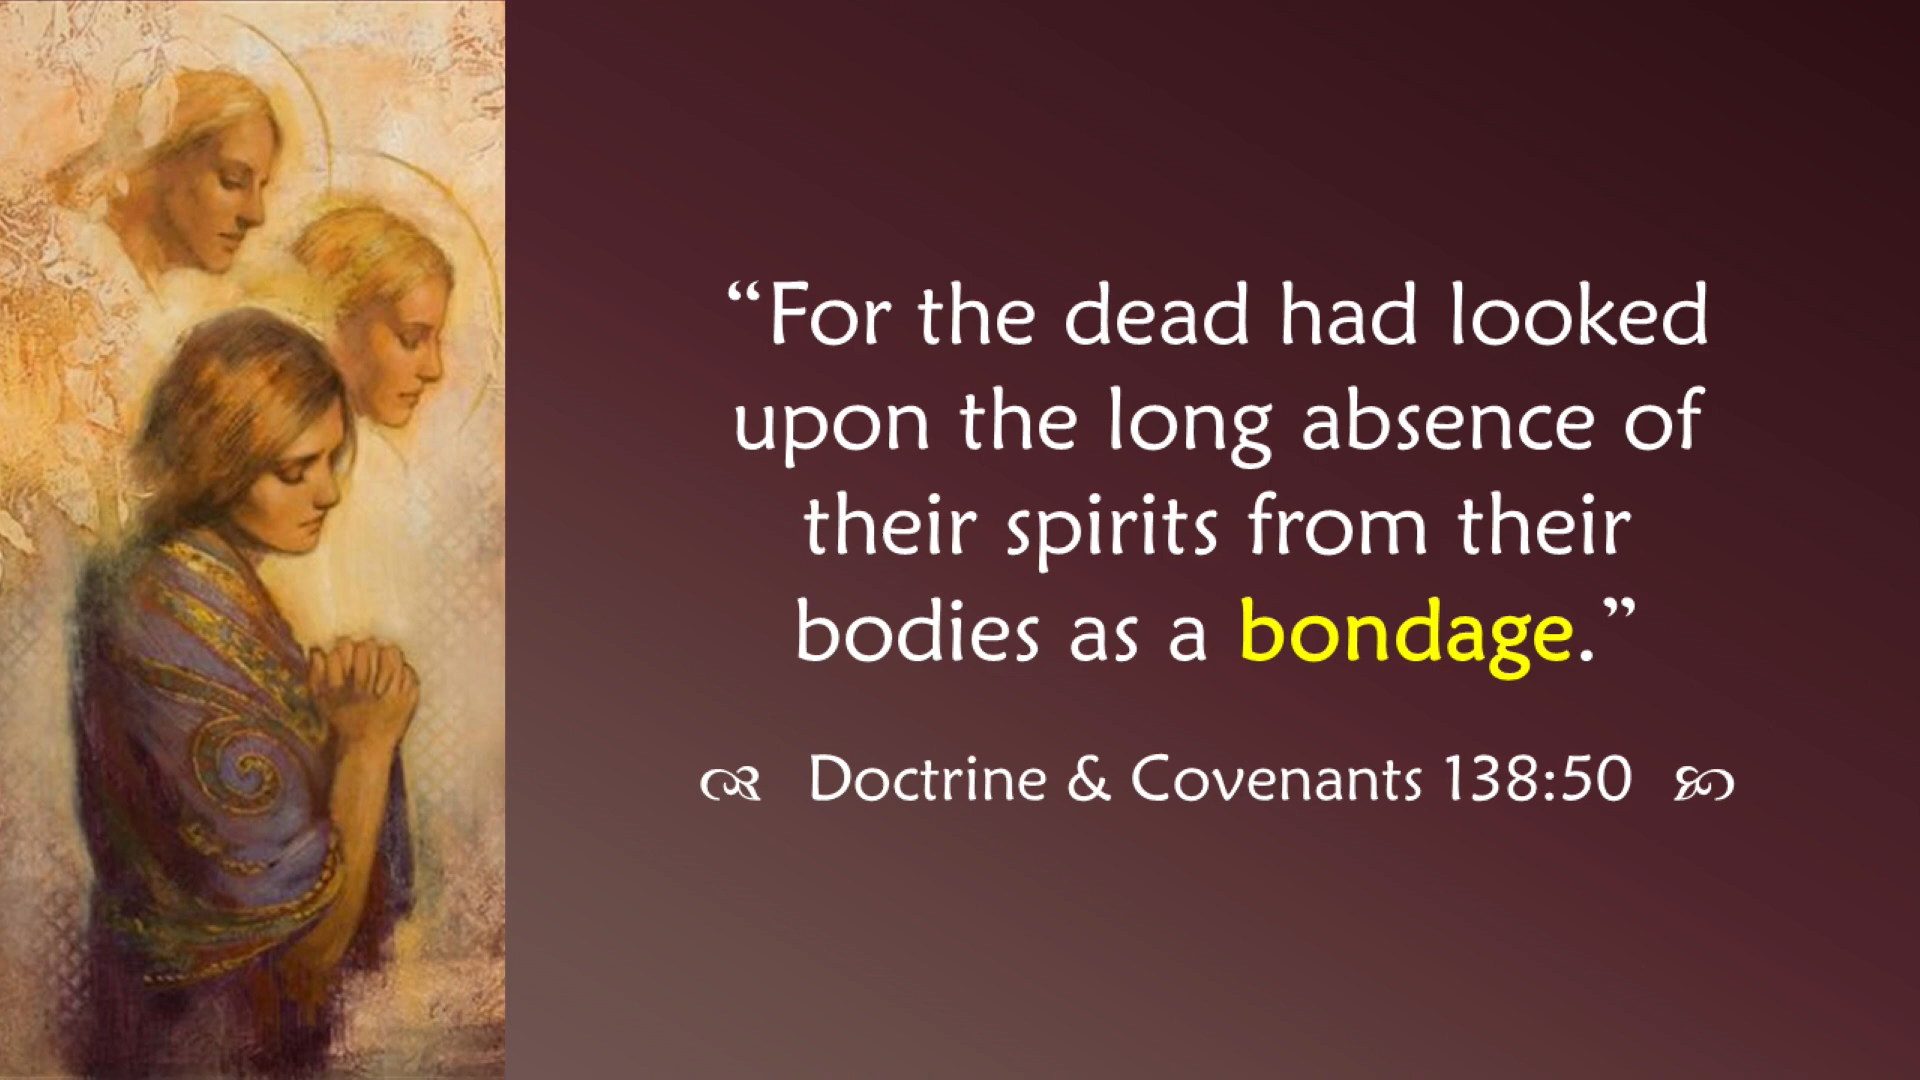 “For the dead had looked
upon the long absence of
their spirits from their
bodies as a bondage.”
Doctrine & Covenants 138:50